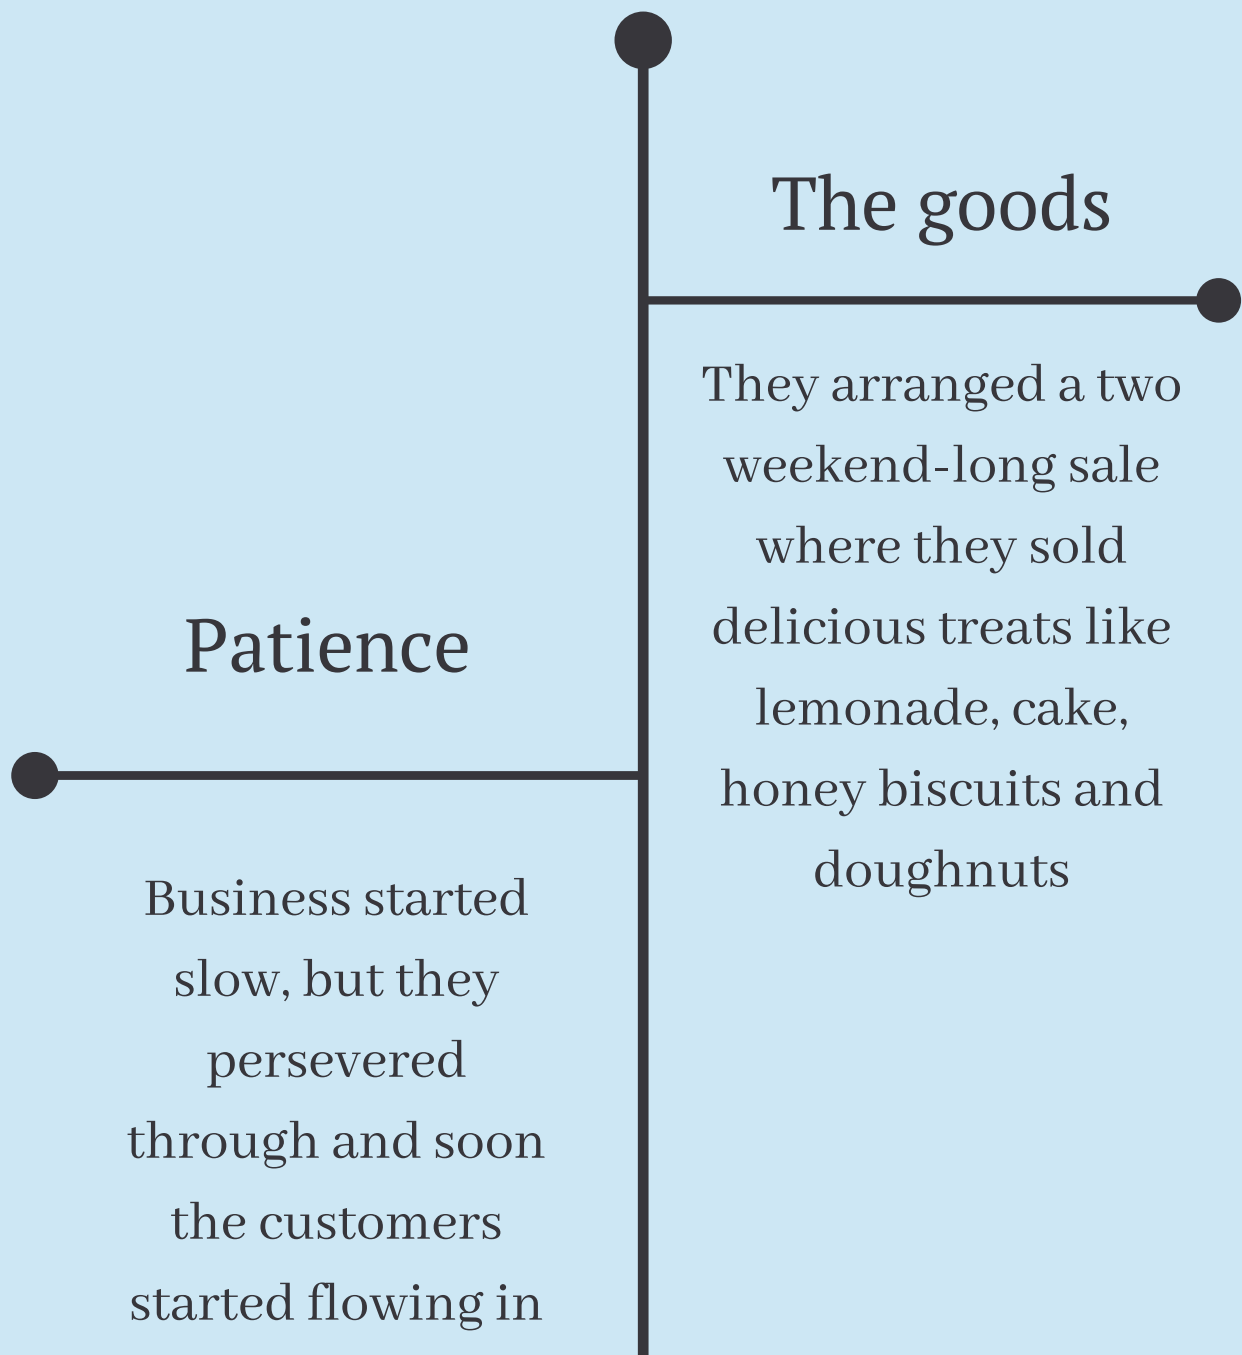 The goods
They arranged a two
weekend-long sale
where they sold
delicious treats like
lemonade, cake,
honey biscuits and
doughnuts
Patience
Business started
slow, but they
persevered
through and soon
the customers
started flowing in